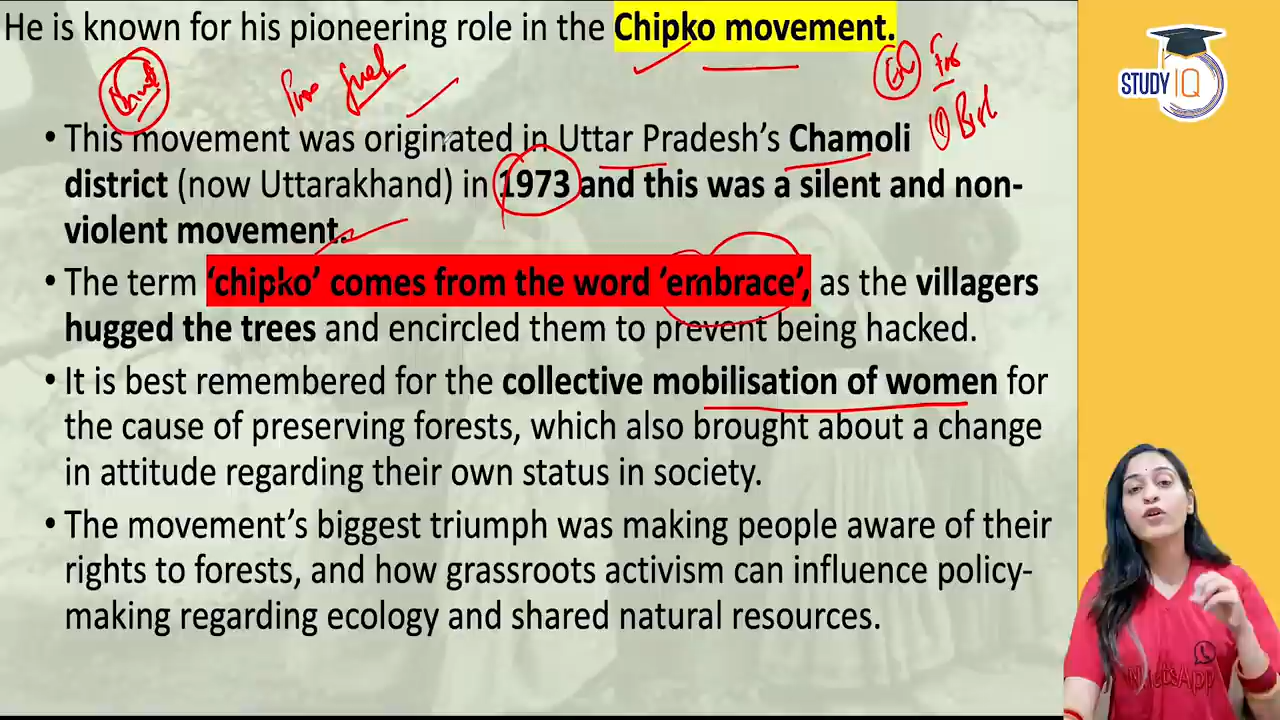 He is known for his pioneering role in the Chipko movement.
STUDY IQ
• This movement was originated in Uttar Pradesh's Chamoli
district (now Uttarakhand) in 1973 and this was a silent and non-
violent movement.
• The term 'chipko' comes from the word 'embrace', as the villagers
hugged the trees and encircled them to prevent being hacked.
• It is best remembered for the collective mobilisation of women for
the cause of preserving forests, which also brought about a change
in attitude regarding their own status in society.
• The movement's biggest triumph was making people aware of their
rights to forests, and how grassroots activism can influence policy-
making regarding ecology and shared natural resources.
WhatsApp